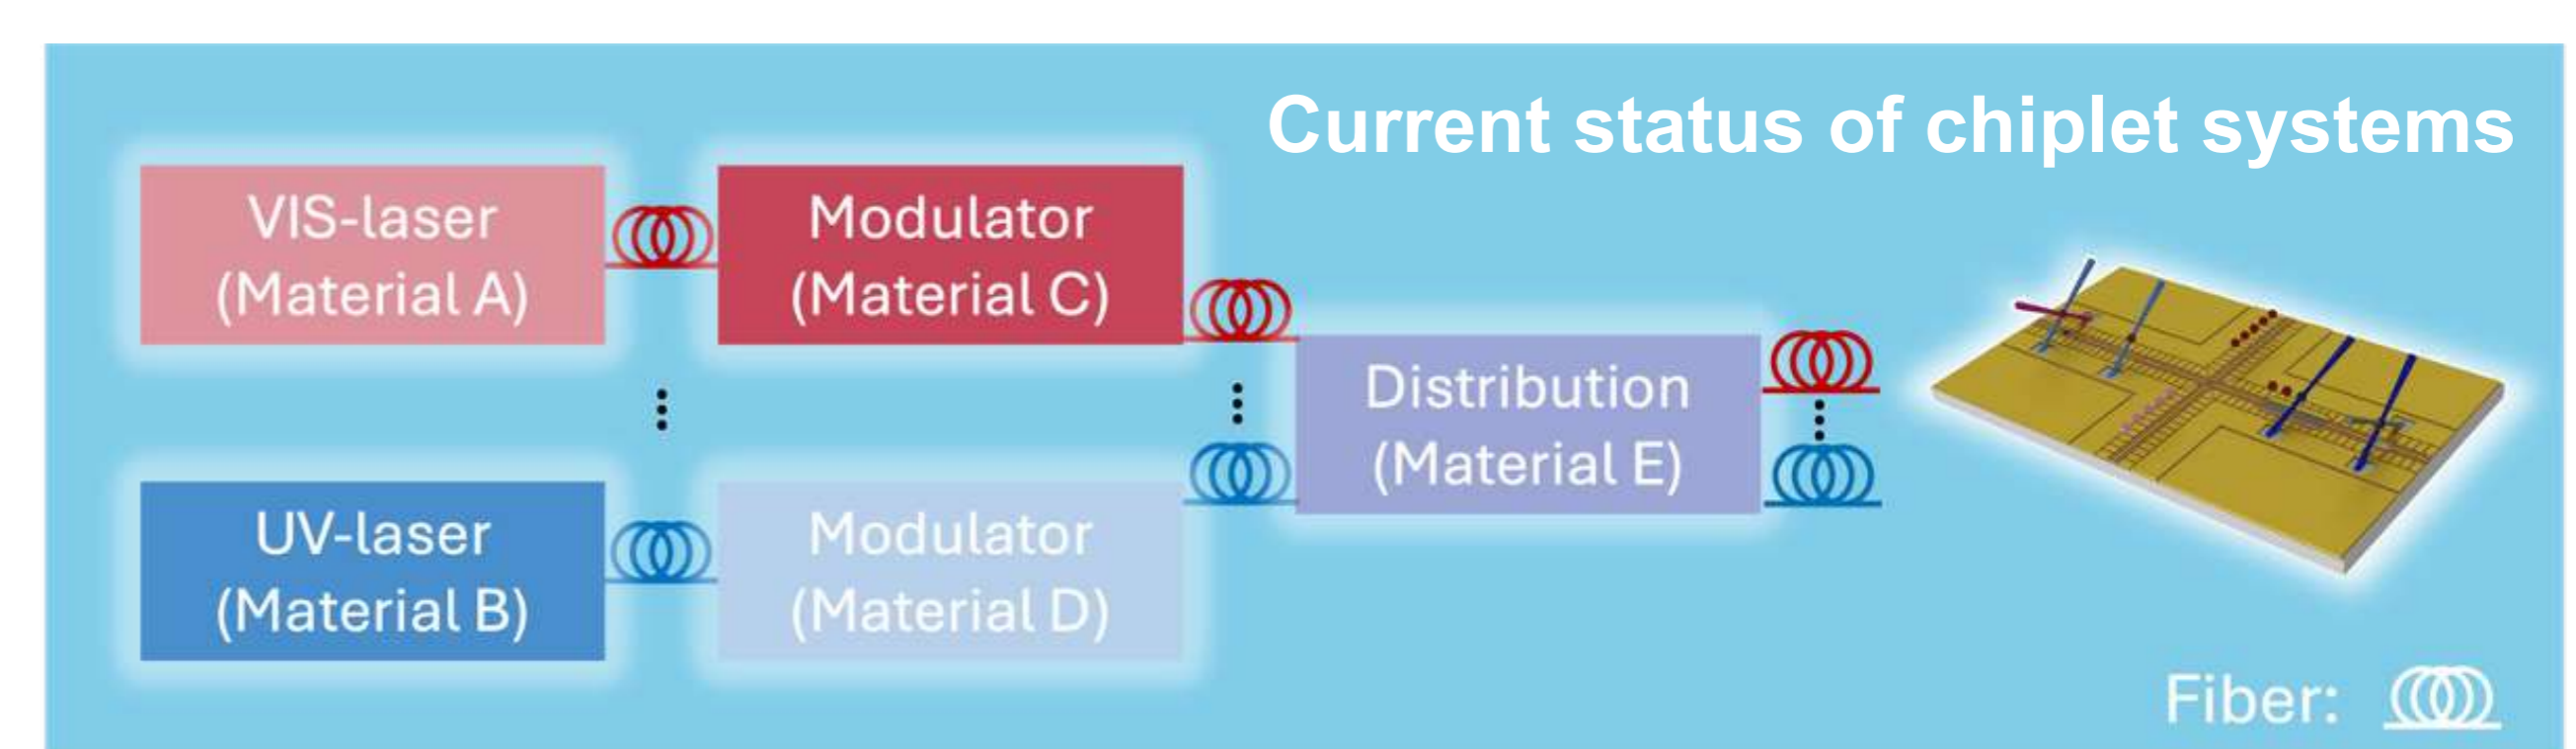 Current status of chiplet systems
VIS-laser
(Material A)
Modulator
(Material C)
Distribution
(Material E)
UV-laser
(Material B)
Modulator
(Material D)
Fiber: